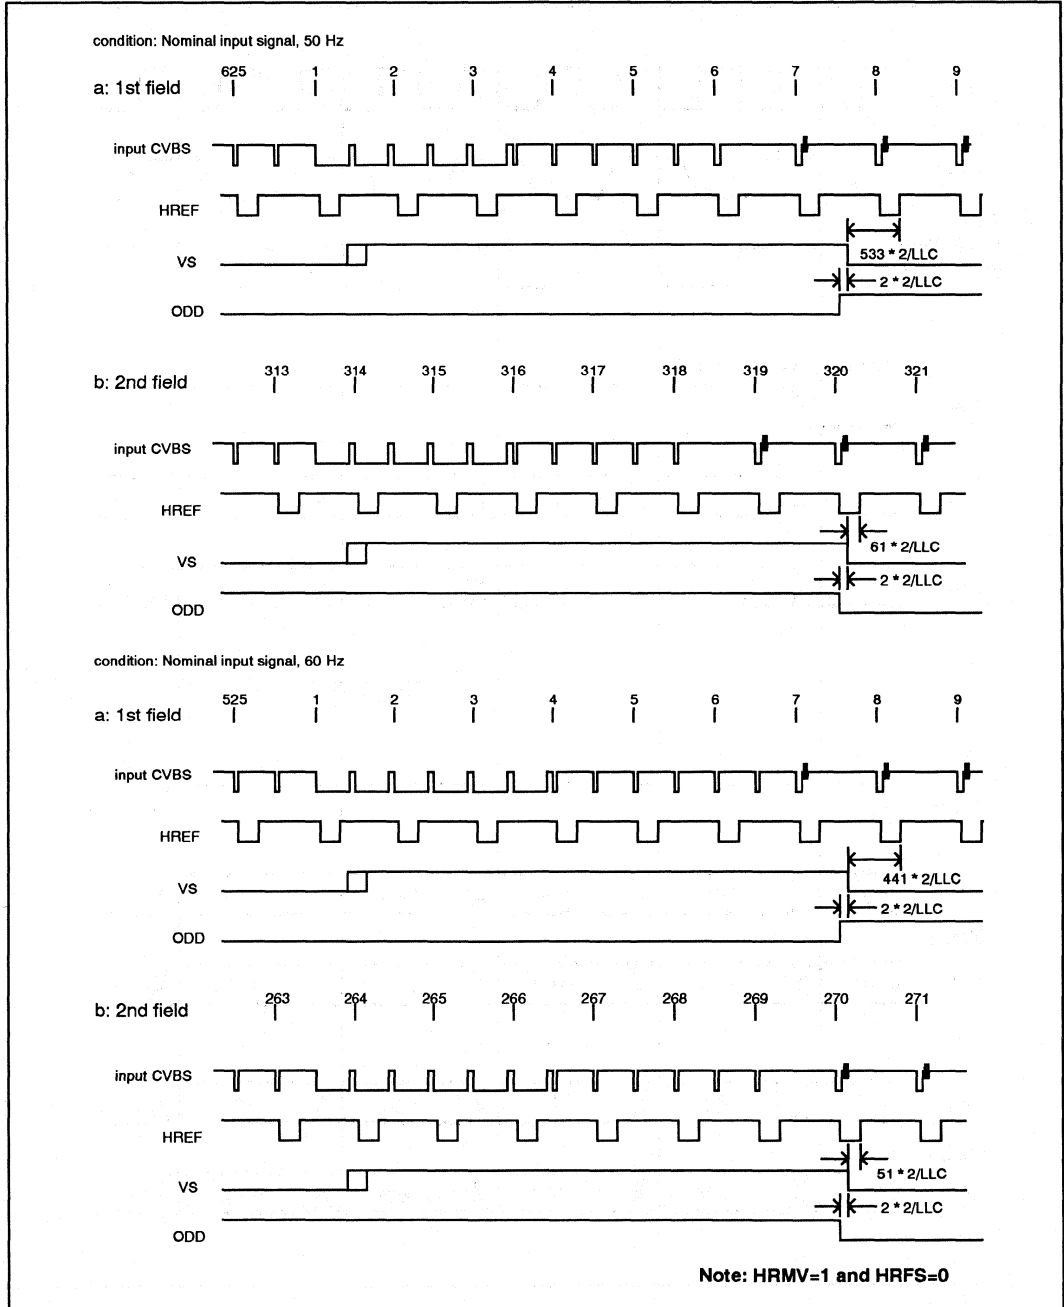 condition: Nominal input signal, 50 Hz
a: 1st field
625 1 2 3 4 5 6 7 8 9
input CVBS
HREF
533 * 2/LLC
VS
2 * 2/LLC
ODD
b: 2nd field
313 314 315 316 317 318 319 320 321
input CVBS
HREF
61 * 2/LLC
VS
2 * 2/LLC
ODD
condition: Nominal input signal, 60 Hz
a: 1st field
525 1 2 3 4 5 6 7 8 9
input CVBS
HREF
441 * 2/LLC
VS
2 * 2/LLC
ODD
b: 2nd field
263 264 265 266 267 268 269 270 271
input CVBS
HREF
51 * 2/LLC
VS
2 * 2/LLC
ODD
Note: HRMV=1 and HRFS=0